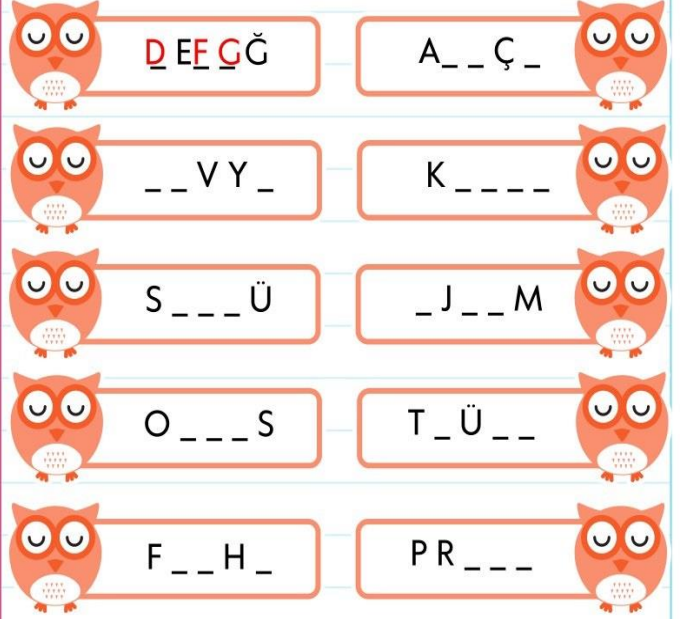 D E F G Ğ
A _ _ Ç _
_ _ V Y _
K _ _ _ _
S _ _ _ Ü
_ J _ _ M
O _ _ _ S
T _ Ü _ _
F _ _ H _
P R _ _ _